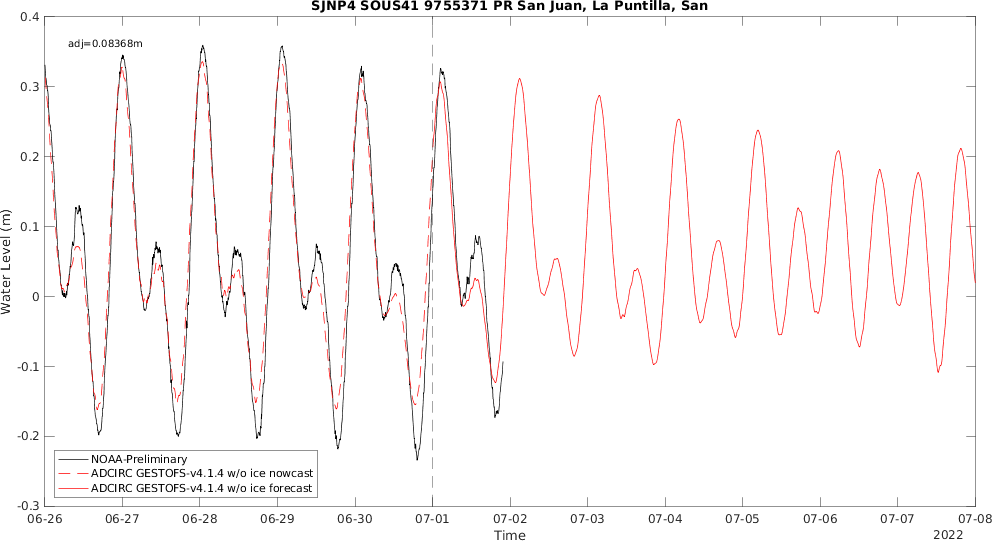 SJNP4 SOUS41 9755371 PR San Juan, La Puntilla, San
adj=0.08368m
0.4
0.3
0.2
0.1
0
-0.1
-0.2
-0.3
Water Level (m)
NOAA-Preliminary
ADCIRC GESTOFS-v4.1.4 w/o ice nowcast
ADCIRC GESTOFS-v4.1.4 w/o ice forecast
06-26 06-27 06-28 06-29 06-30 07-01 07-02 07-03 07-04 07-05 07-06 07-07 07-08
Time
2022